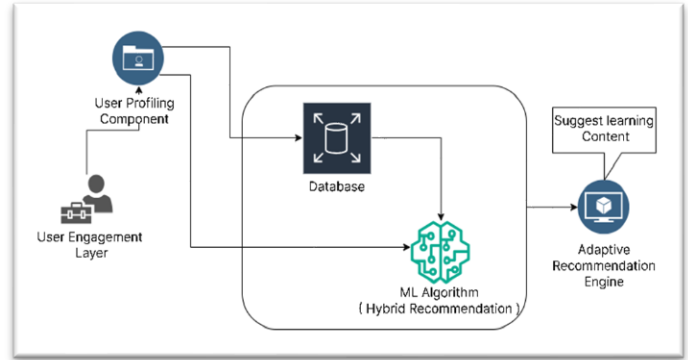 User Profiling
Component
User Engagement
Layer
Database
ML Algorithm
( Hybrid Recommendation )
Suggest learning
Content
Adaptive
Recommendation
Engine